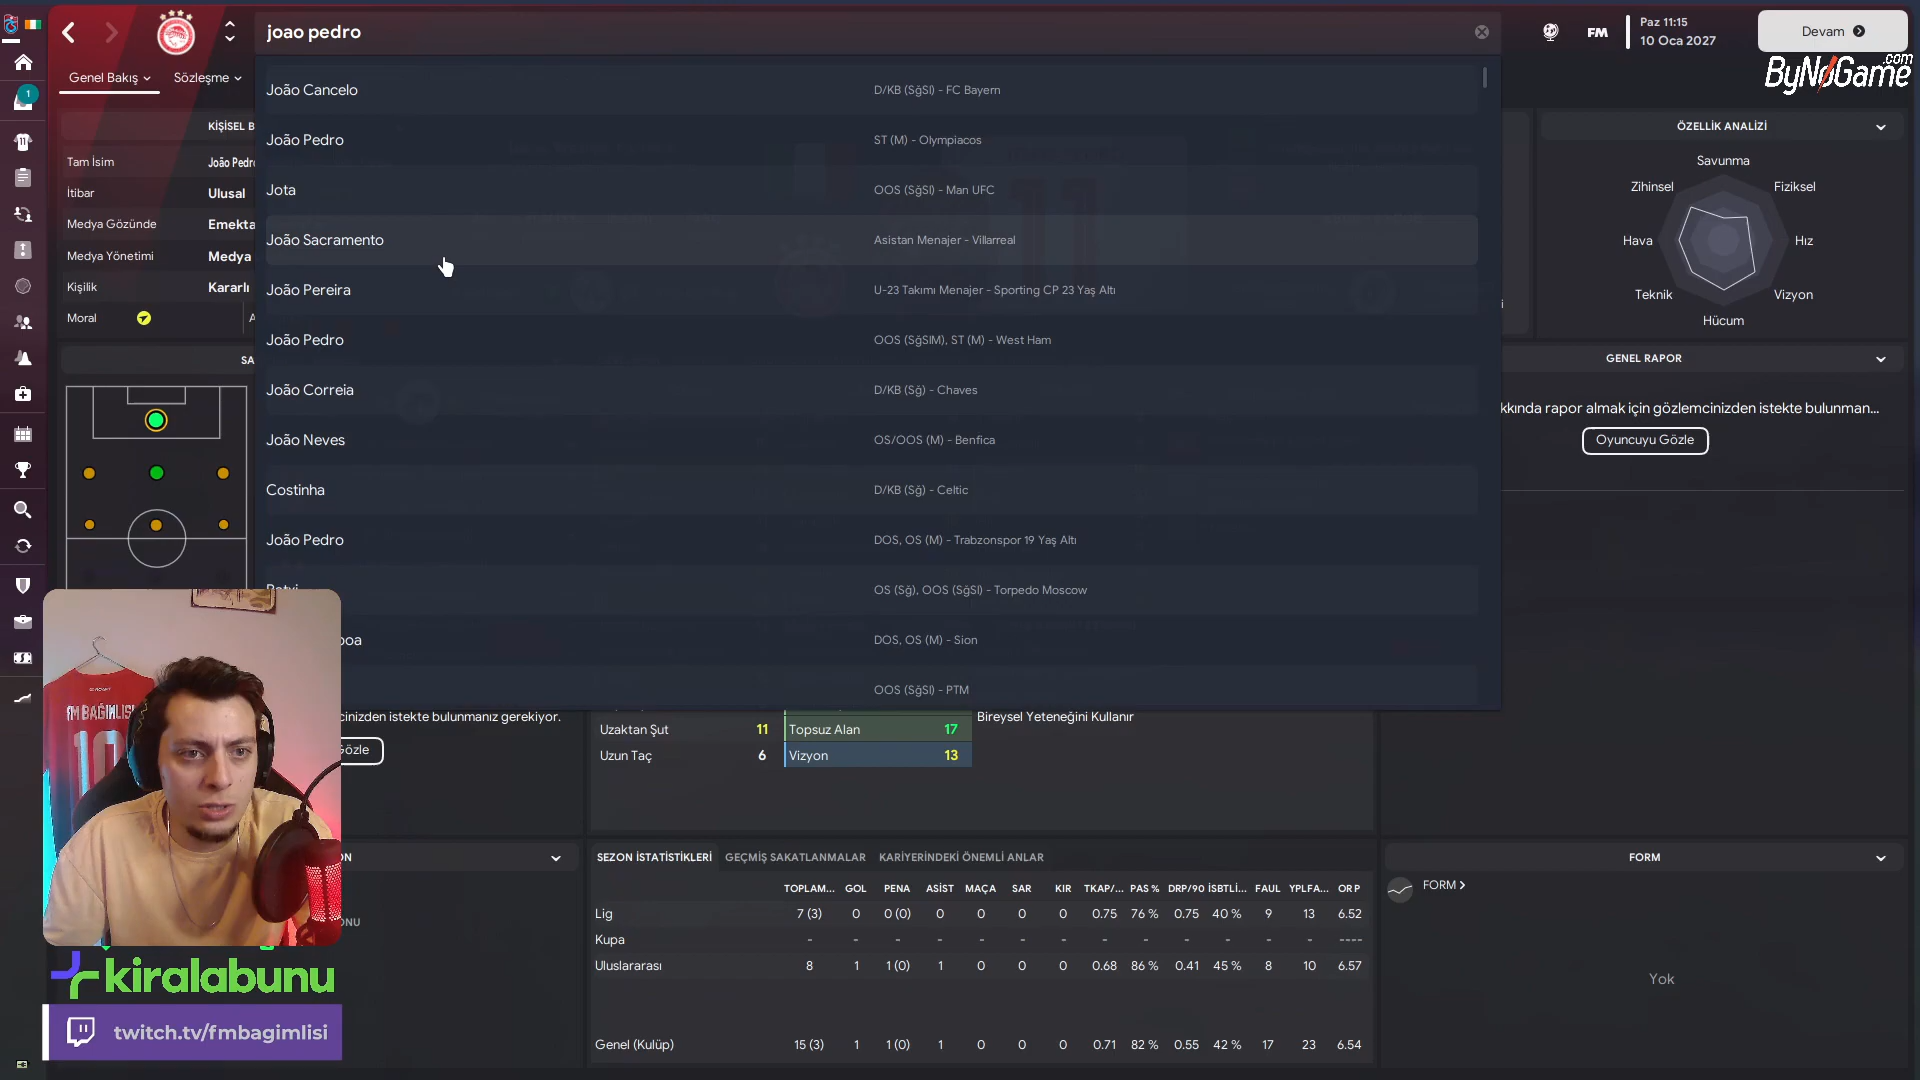 joao pedro
FM
Paz 11:15
10 Oca 2027
Devam
ByNoGame
.com
Genel Bakış
Sözleşme
1
11
KİŞİSEL B
Tam İsim
João Pedro
İtibar
Ulusal
Medya Gözünde
Emekta
Medya Yönetimi
Medya
Kişilik
Kararlı
Moral
A
SA
João Cancelo
D/KB (SğSl) - FC Bayern
João Pedro
ST (M) - Olympiacos
Jota
OOS (SğSl) - Man UFC
João Sacramento
Asistan Menajer - Villarreal
João Pereira
U-23 Takımı Menajer - Sporting CP 23 Yaş Altı
João Pedro
OOS (SğSlM), ST (M) - West Ham
João Correia
D/KB (Sğ) - Chaves
João Neves
OS/OOS (M) - Benfica
Costinha
D/KB (Sğ) - Celtic
João Pedro
DOS, OS (M) - Trabzonspor 19 Yaş Altı
OS (Sğ), OOS (SğSl) - Torpedo Moscow
boa
DOS, OS (M) - Sion
OOS (SğSl) - PTM
ÖZELLİK ANALİZİ
Savunma
Zihinsel
Fiziksel
Hava
Hız
Teknik
Vizyon
Hücum
GENEL RAPOR
kkında rapor almak için gözlemcinizden istekte bulunman...
Oyuncuyu Gözle
cinizden istekte bulunmanız gerekiyor.
Gözle
Uzaktan Şut 11
Topsuz Alan 17
Uzun Taç 6
Vizyon 13
Bireysel Yeteneğini Kullanır
FM BAĞIMLISI
10
ON
ONU
SEZON İSTATİSTİKLERİ
GEÇMİŞ SAKATLANMALAR
KARİYERİNDEKİ ÖNEMLİ ANLAR
TOPLAM... GOL PENA ASİST MAÇA SAR KIR TKAP/... PAS % DRP/90 İSBTLİ... FAUL YPLFA... OR P
Lig 7 (3) 0 0 (0) 0 0 0 0 0.75 76 % 0.75 40 % 9 13 6.52
Kupa - - - - - - - - - - - - - ----
Uluslararası 8 1 1 (0) 1 0 0 0 0.68 86 % 0.41 45 % 8 10 6.57
Genel (Kulüp) 15 (3) 1 1 (0) 1 0 0 0 0.71 82 % 0.55 42 % 17 23 6.54
FORM
FORM
Yok
kiralabunu
twitch.tv/fmbagimlisi